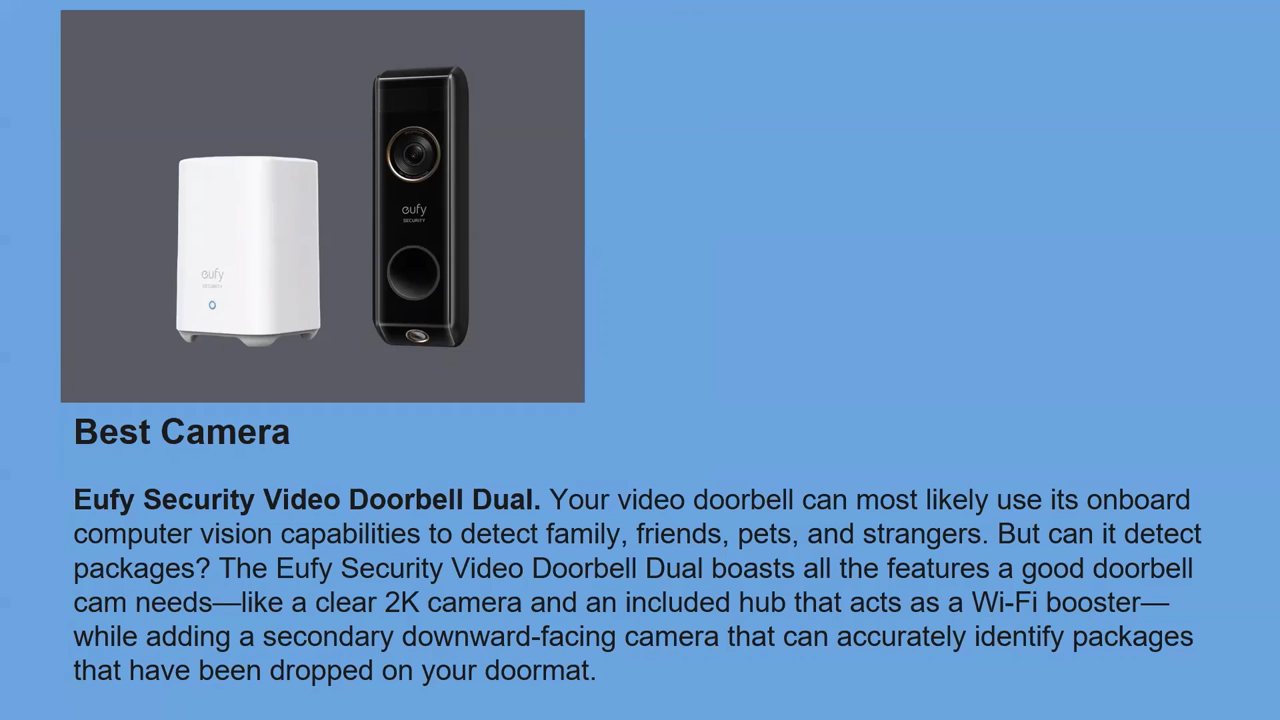 eufy
SECURITY
eufy
SECURITY
Best Camera
Eufy Security Video Doorbell Dual. Your video doorbell can most likely use its onboard
computer vision capabilities to detect family, friends, pets, and strangers. But can it detect
packages? The Eufy Security Video Doorbell Dual boasts all the features a good doorbell
cam needs—like a clear 2K camera and an included hub that acts as a Wi-Fi booster—
while adding a secondary downward-facing camera that can accurately identify packages
that have been dropped on your doormat.